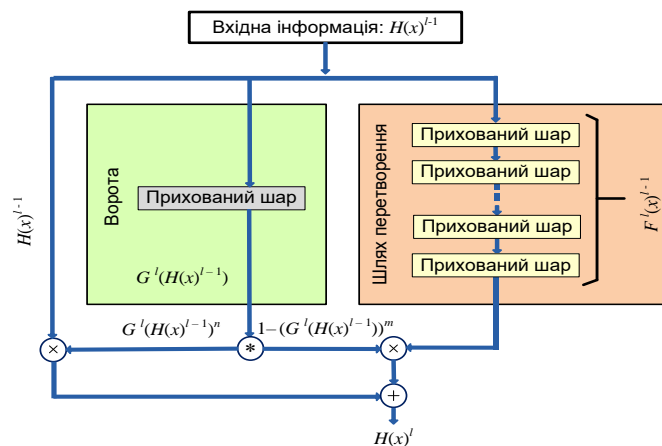 Вхідна інформація: H(x)^{l-1}
H(x)^{l-1}
Ворота
Прихований шар
G^l(H(x)^{l-1})
Шлях перетворення
Прихований шар
Прихований шар
Прихований шар
Прихований шар
F^l(x)^{l-1}
G^l(H(x)^{l-1})^n
1-(G^l(H(x)^{l-1}))^m
×
*
×
+
H(x)^l